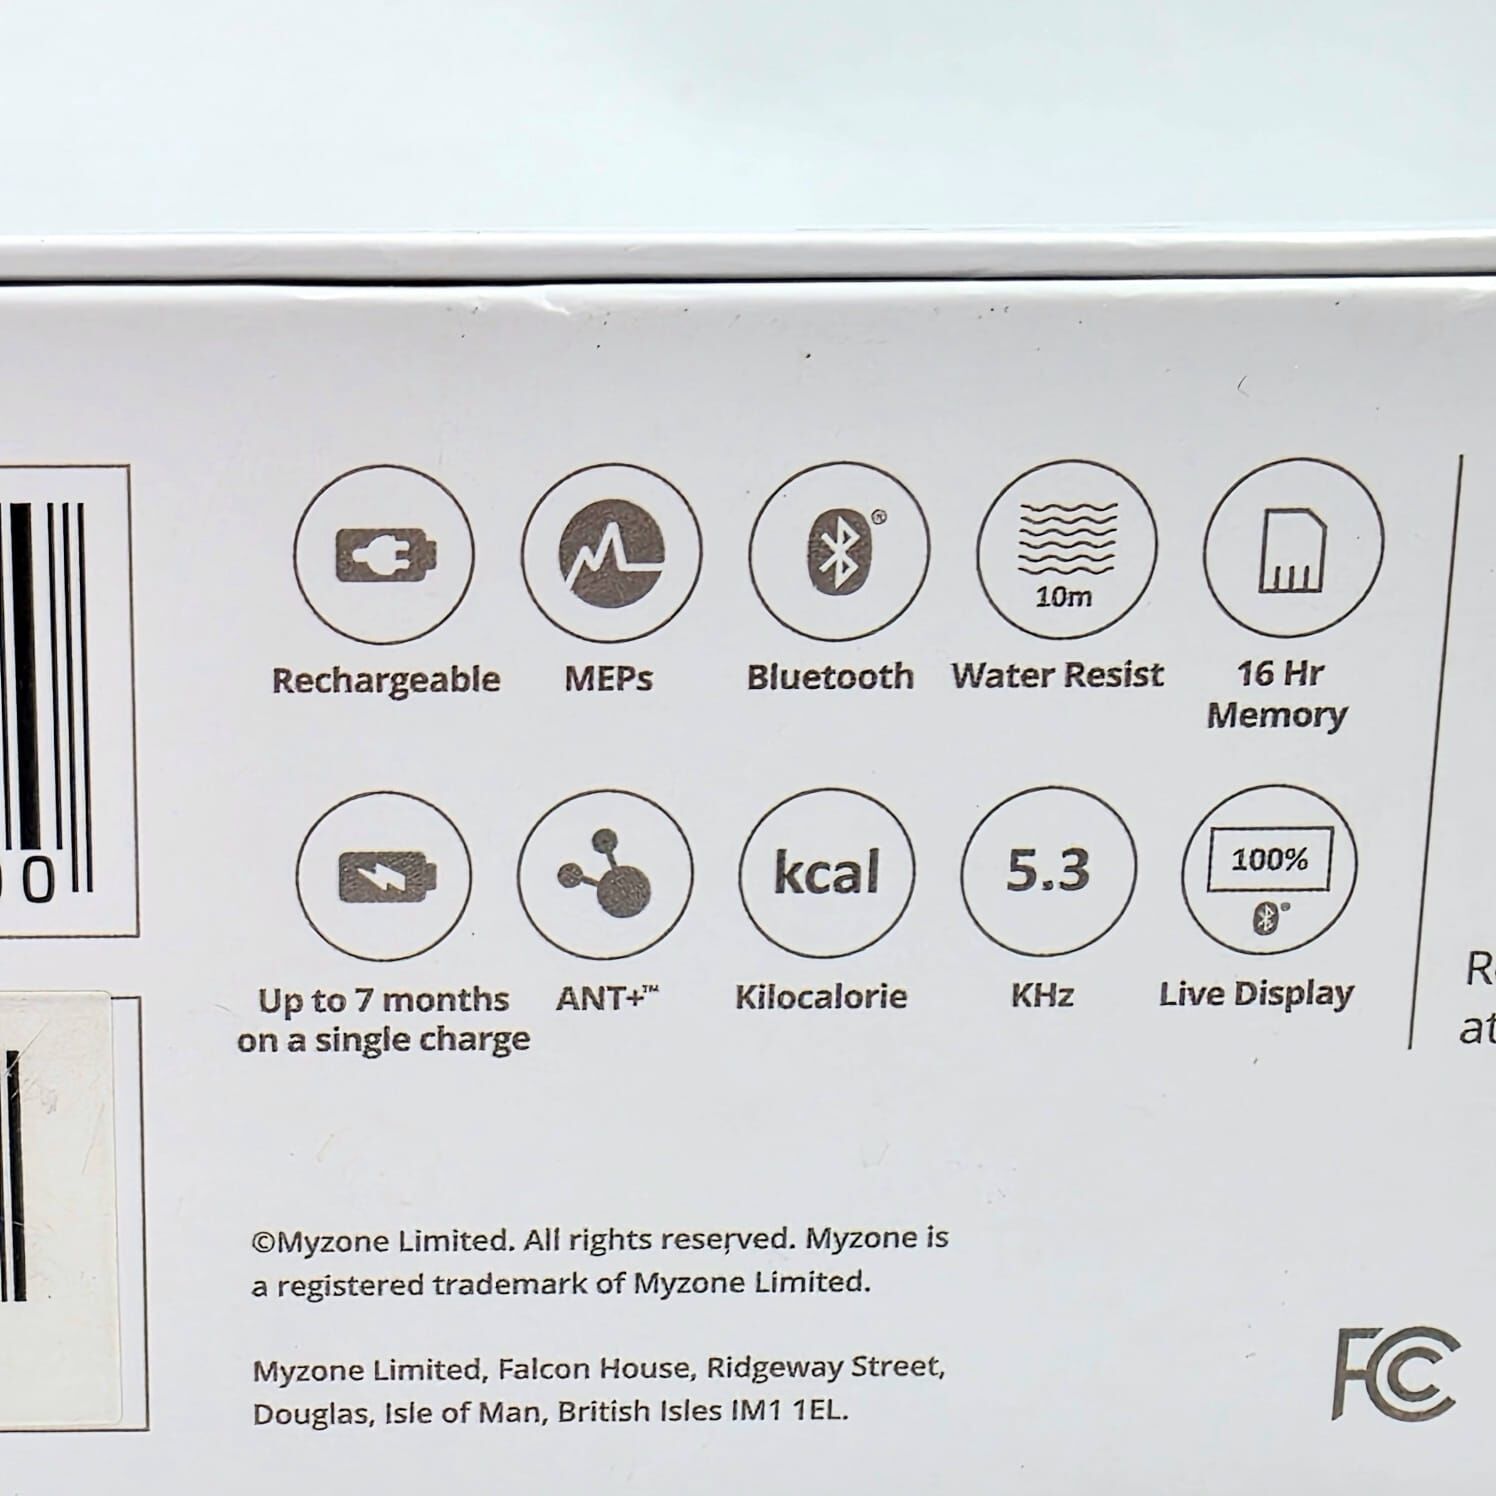 10m
Rechargeable MEPs Bluetooth® Water Resist 16 Hr
Memory
kcal 5.3 100%
Up to 7 months ANT+™ Kilocalorie KHz Live Display
on a single charge
0
©Myzone Limited. All rights reserved. Myzone is
a registered trademark of Myzone Limited.
Myzone Limited, Falcon House, Ridgeway Street,
Douglas, Isle of Man, British Isles IM1 1EL.
FC